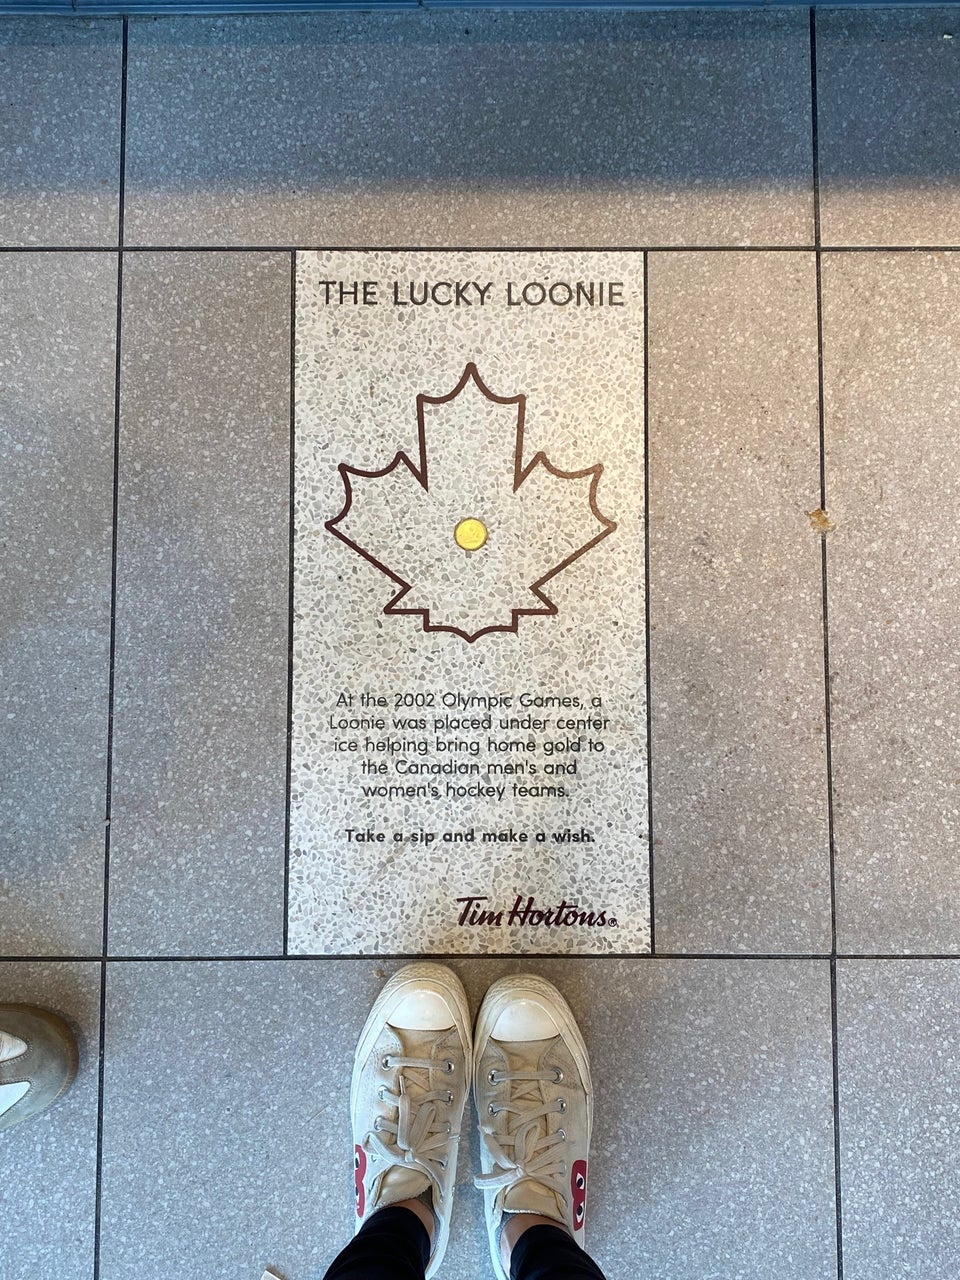 THE LUCKY LOONIE
At the 2002 Olympic Games, a
Loonie was placed under center
ice helping bring home gold to
the Canadian men's and
women's hockey teams.
Take a sip and make a wish.
Tim Hortons®